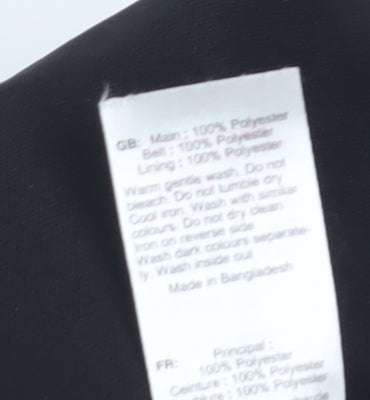 GB: Main : 100% Polyester
Belt : 100% Polyester
Lining : 100% Polyester
Warm gentle wash. Do not
bleach. Do not tumble dry
Cool iron. Wash with similar
colours. Do not dry clean
Iron on reverse side
Wash dark colours separate-
ly. Wash inside out
Made in Bangladesh
FR: Principal :
100% Polyester
Ceinture : 100% Polyester
: 100% Polyester